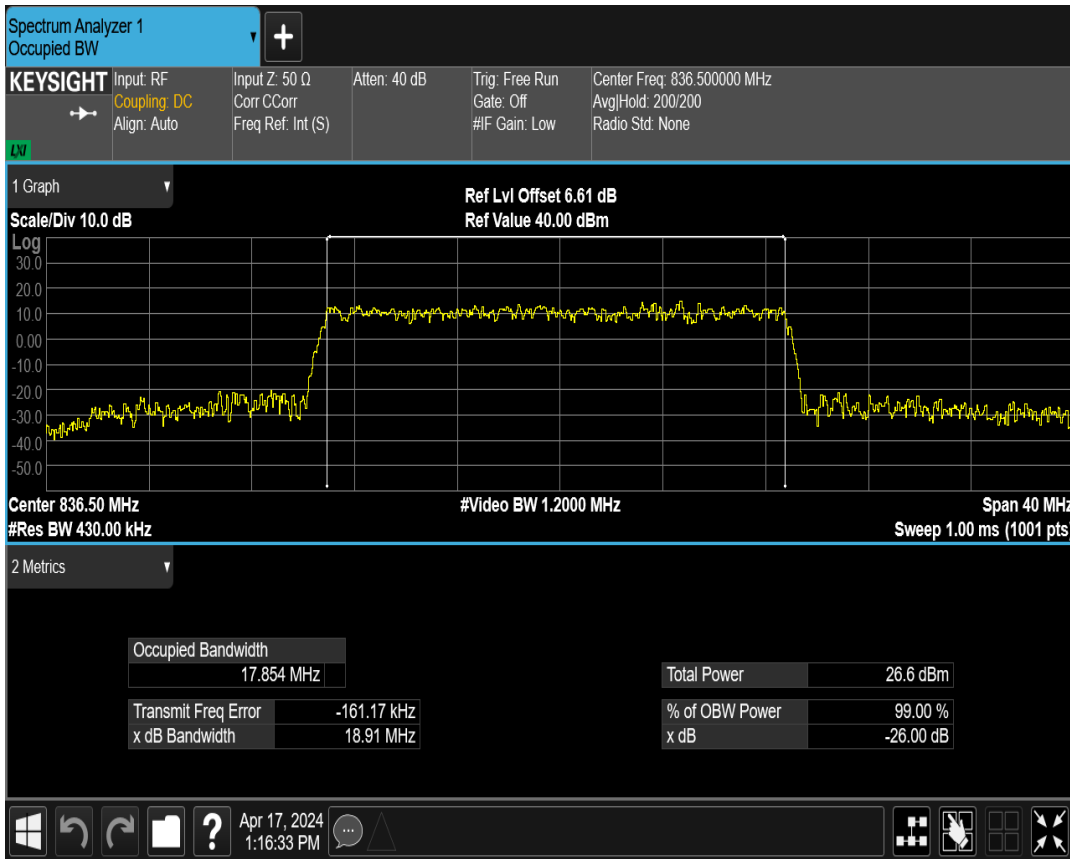 Spectrum Analyzer 1
Occupied BW
+
KEYSIGHT
LXI
Input: RF
Coupling: DC
Align: Auto
Input Z: 50 Ω
Corr CCorr
Freq Ref: Int (S)
Atten: 40 dB
Trig: Free Run
Gate: Off
#IF Gain: Low
Center Freq: 836.500000 MHz
Avg|Hold: 200/200
Radio Std: None
1 Graph
Scale/Div 10.0 dB
Ref Lvl Offset 6.61 dB
Ref Value 40.00 dBm
Log
30.0
20.0
10.0
0.00
-10.0
-20.0
-30.0
-40.0
-50.0
Center 836.50 MHz
#Res BW 430.00 kHz
#Video BW 1.2000 MHz
Span 40 MHz
Sweep 1.00 ms (1001 pts)
2 Metrics
Occupied Bandwidth
17.854 MHz
Transmit Freq Error -161.17 kHz
x dB Bandwidth 18.91 MHz
Total Power 26.6 dBm
% of OBW Power 99.00 %
x dB -26.00 dB
?
Apr 17, 2024
1:16:33 PM